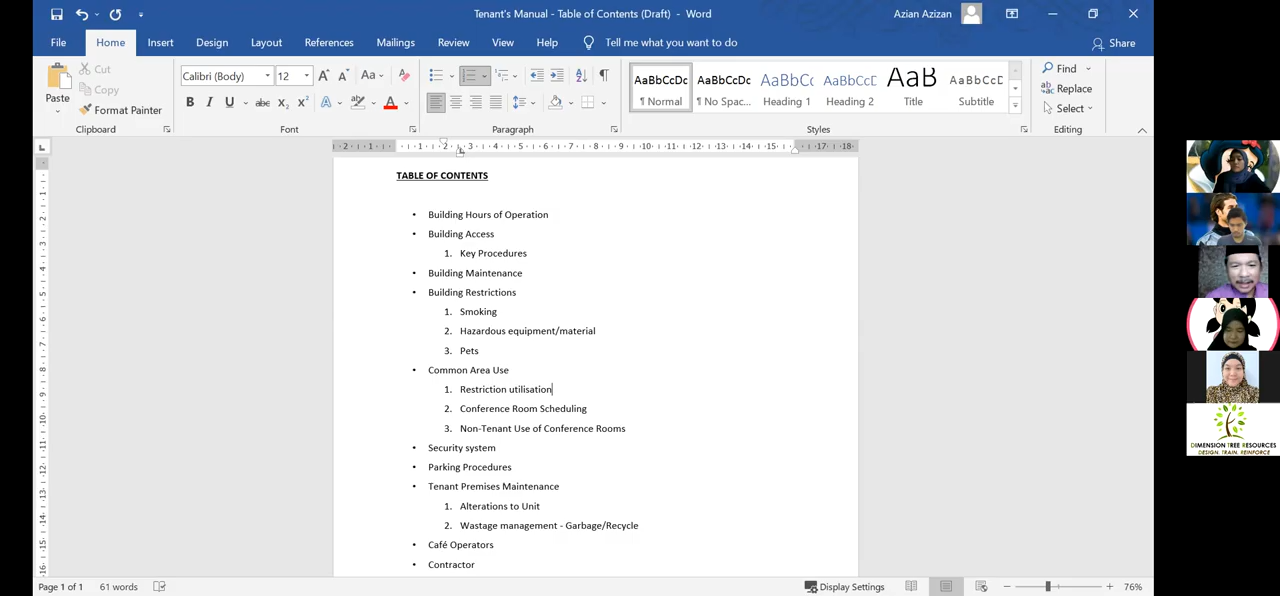 Tenant's Manual - Table of Contents (Draft) - Word
Azian Azizan
File Home Insert Design Layout References Mailings Review View Help Tell me what you want to do Share
Paste
Cut
Copy
Format Painter
Clipboard
Calibri (Body) 12
Font
Paragraph
AaBbCcDc AaBbCcDc AaBbC AaBbCcD AaB AaBbCcD
¶ Normal ¶ No Spac... Heading 1 Heading 2 Title Subtitle
Styles
Find
Replace
Select
Editing
TABLE OF CONTENTS
• Building Hours of Operation
• Building Access
1. Key Procedures
• Building Maintenance
• Building Restrictions
1. Smoking
2. Hazardous equipment/material
3. Pets
• Common Area Use
1. Restriction utilisation
2. Conference Room Scheduling
3. Non-Tenant Use of Conference Rooms
• Security system
• Parking Procedures
• Tenant Premises Maintenance
1. Alterations to Unit
2. Wastage management - Garbage/Recycle
• Café Operators
• Contractor
Page 1 of 1 61 words
Display Settings
76%
DIMENSION TREE RESOURCES
DESIGN. TRAIN. REINFORCE